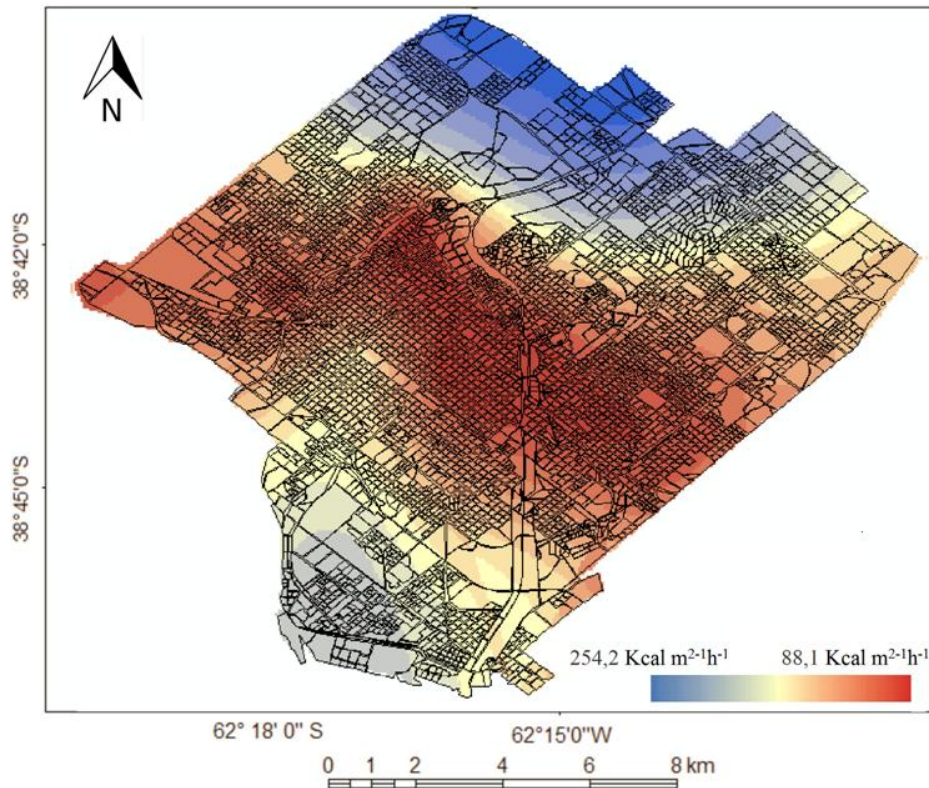 N
38°42'0"S
38°45'0"S
254,2 Kcal m²⁻¹h⁻¹ 88,1 Kcal m²⁻¹h⁻¹
62° 18' 0" S 62°15'0"W
0 1 2 4 6 8 km